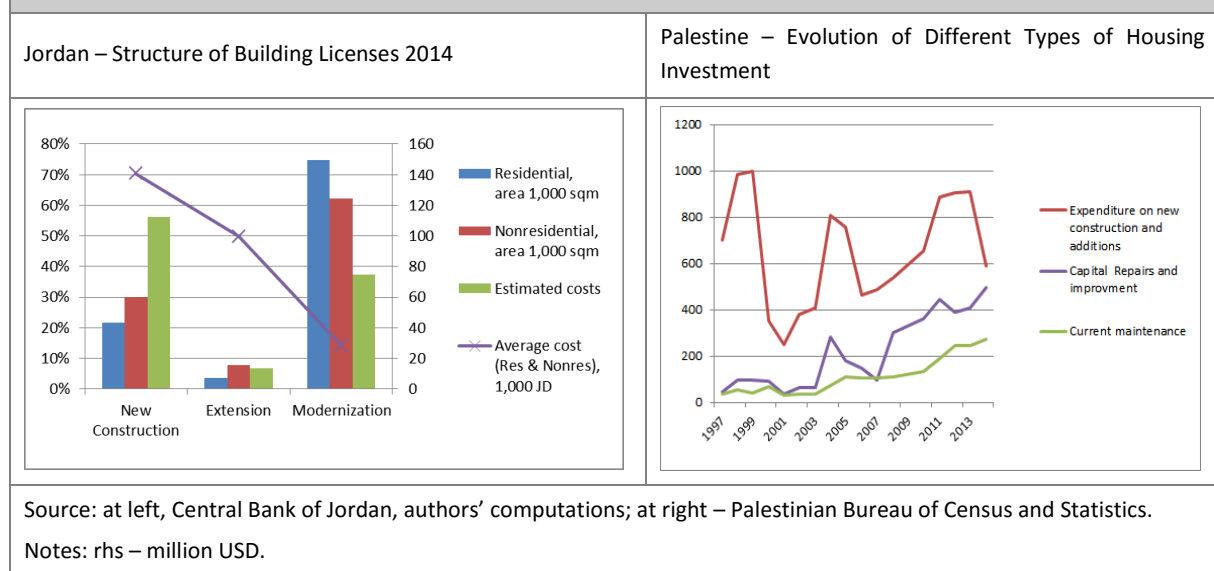 Jordan – Structure of Building Licenses 2014
Palestine – Evolution of Different Types of Housing
Investment
80%
70%
60%
50%
40%
30%
20%
10%
0%
160
140
120
100
80
60
40
20
0
New
Construction
Extension
Modernization
Residential,
area 1,000 sqm
Nonresidential,
area 1,000 sqm
Estimated costs
Average cost
(Res & Nonres),
1,000 JD
1200
1000
800
600
400
200
0
1997
1999
2001
2003
2005
2007
2009
2011
2013
Expenditure on new
construction and
additions
Capital Repairs and
improvment
Current maintenance
Source: at left, Central Bank of Jordan, authors’ computations; at right – Palestinian Bureau of Census and Statistics.
Notes: rhs – million USD.